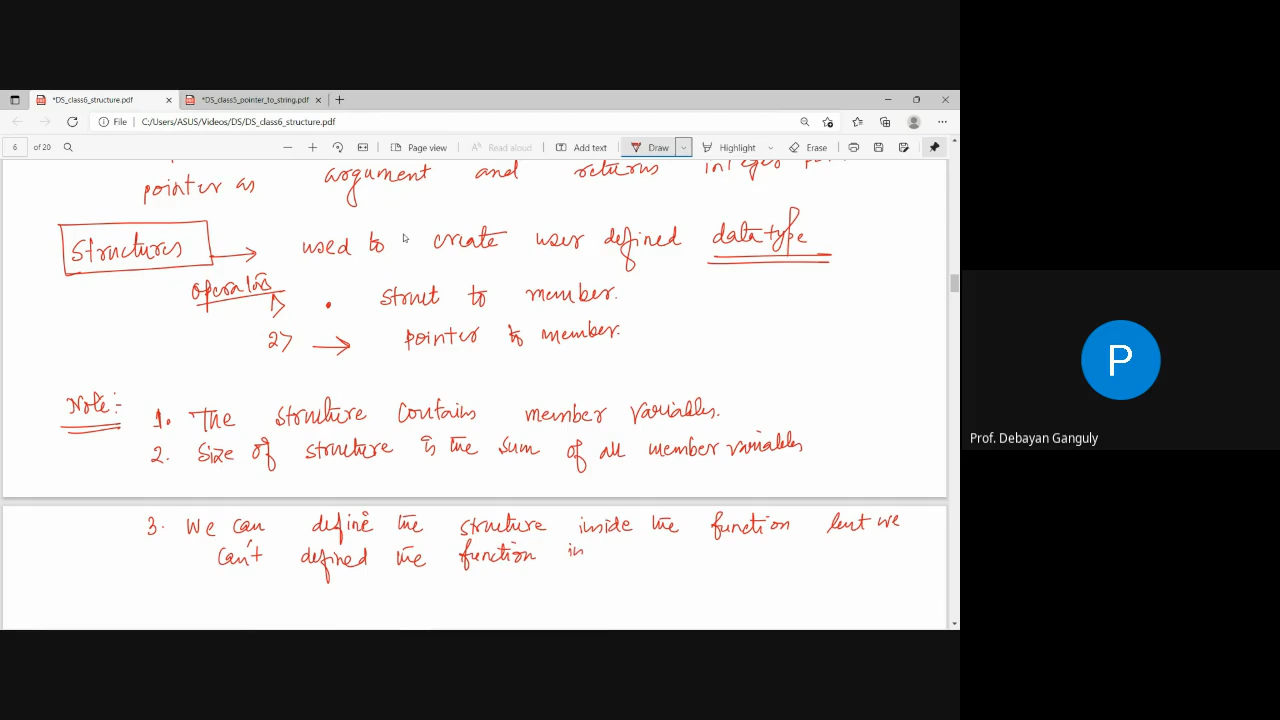 *DS_class6_structure.pdf
*DS_class5_pointer_to_string.pdf
File C:/Users/ASUS/Videos/DS/DS_class6_structure.pdf
6 of 20 Page view Read aloud Add text Draw Highlight Erase
pointer as argument and returns integer
Structures → used to create user defined datatype
operators
• struct to member.
2> → pointer to member.
Note:-
1. The structure contains member variables.
2. Size of structure is the sum of all member variables
3. We can define the structure inside the function but we
can't defined the function in
P
Prof. Debayan Ganguly